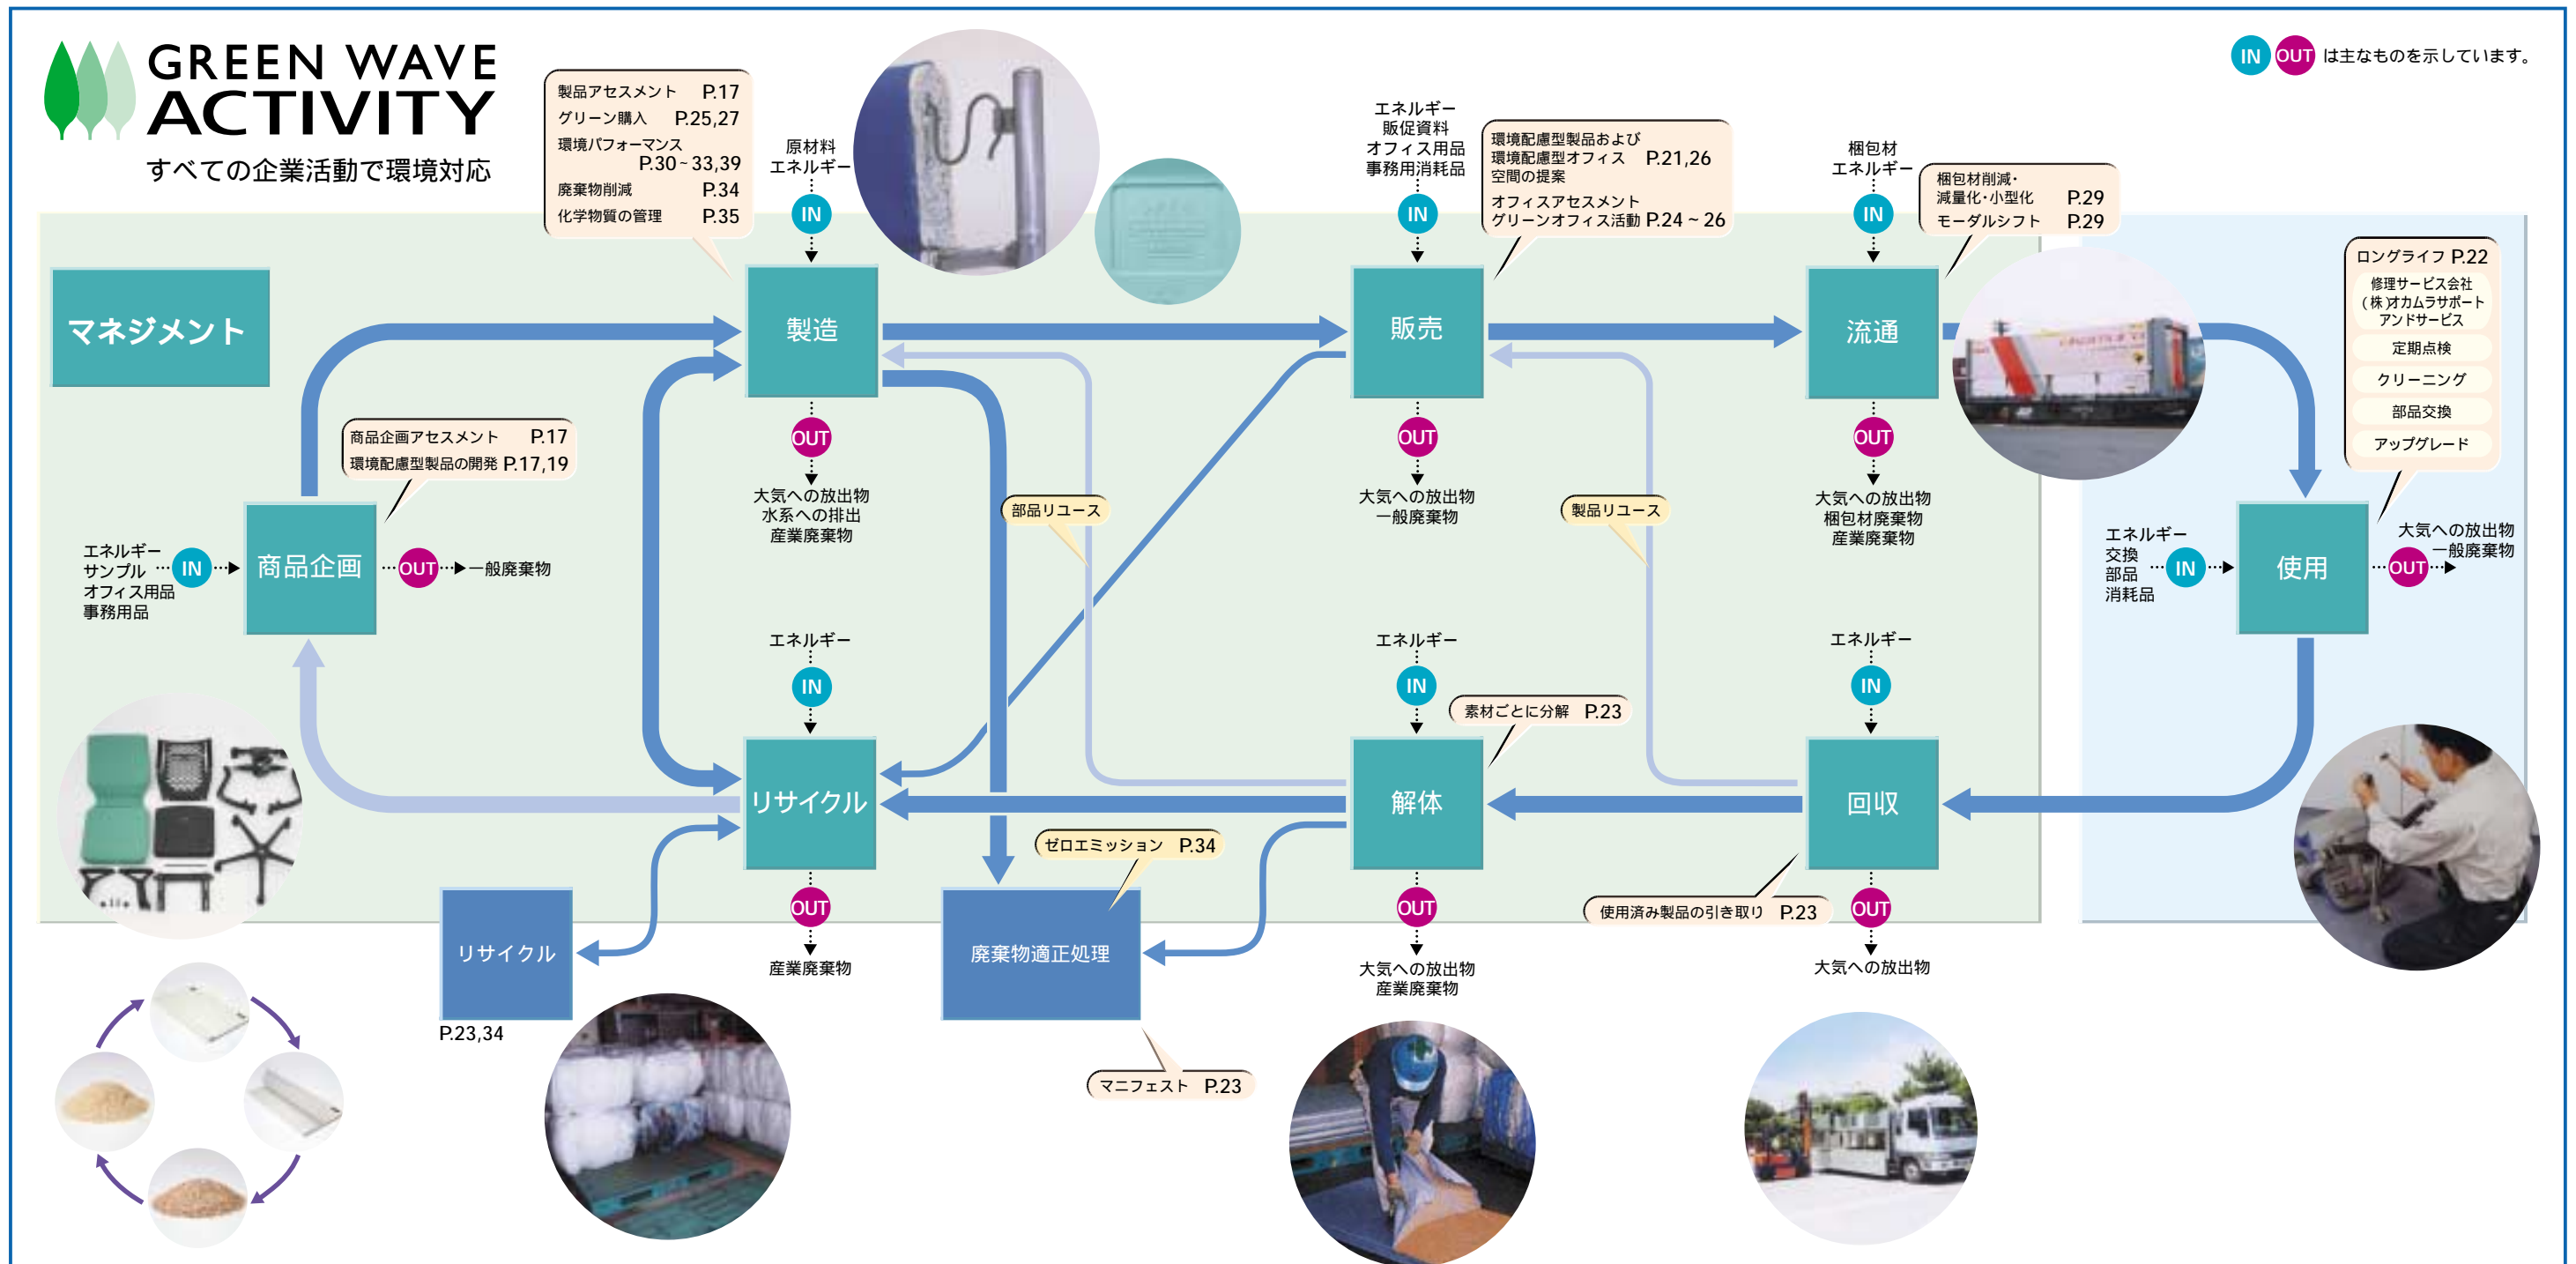 GREEN WAVE
ACTIVITY
すべての企業活動で環境対応
IN OUT は主なものを示しています。
製品アセスメント P.17
グリーン購入 P.25,27
環境パフォーマンス
P.30~33,39
廃棄物削減 P.34
化学物質の管理 P.35
原材料
エネルギー
IN
エネルギー
販促資料
オフィス用品
事務用消耗品
IN
環境配慮型製品および
環境配慮型オフィス P.21,26
空間の提案
オフィスアセスメント
グリーンオフィス活動 P.24~26
梱包材
エネルギー
IN
梱包材削減・
減量化・小型化 P.29
モーダルシフト P.29
ロングライフ P.22
修理サービス会社
(株)オカムラサポート
アンドサービス
定期点検
クリーニング
部品交換
アップグレード
マネジメント
製造
販売
流通
OUT
大気への放出物
水系への排出
産業廃棄物
OUT
大気への放出物
一般廃棄物
OUT
大気への放出物
梱包材廃棄物
産業廃棄物
商品企画アセスメント P.17
環境配慮型製品の開発 P.17,19
部品リユース
製品リユース
エネルギー
サンプル
オフィス用品
事務用品
IN
商品企画
OUT
一般廃棄物
エネルギー
交換
部品
消耗品
IN
使用
OUT
大気への放出物
一般廃棄物
エネルギー
IN
エネルギー
IN
エネルギー
IN
素材ごとに分解 P.23
リサイクル
解体
回収
ゼロエミッション P.34
使用済み製品の引き取り P.23
OUT
産業廃棄物
OUT
大気への放出物
産業廃棄物
OUT
大気への放出物
リサイクル
P.23,34
廃棄物適正処理
マニフェスト P.23